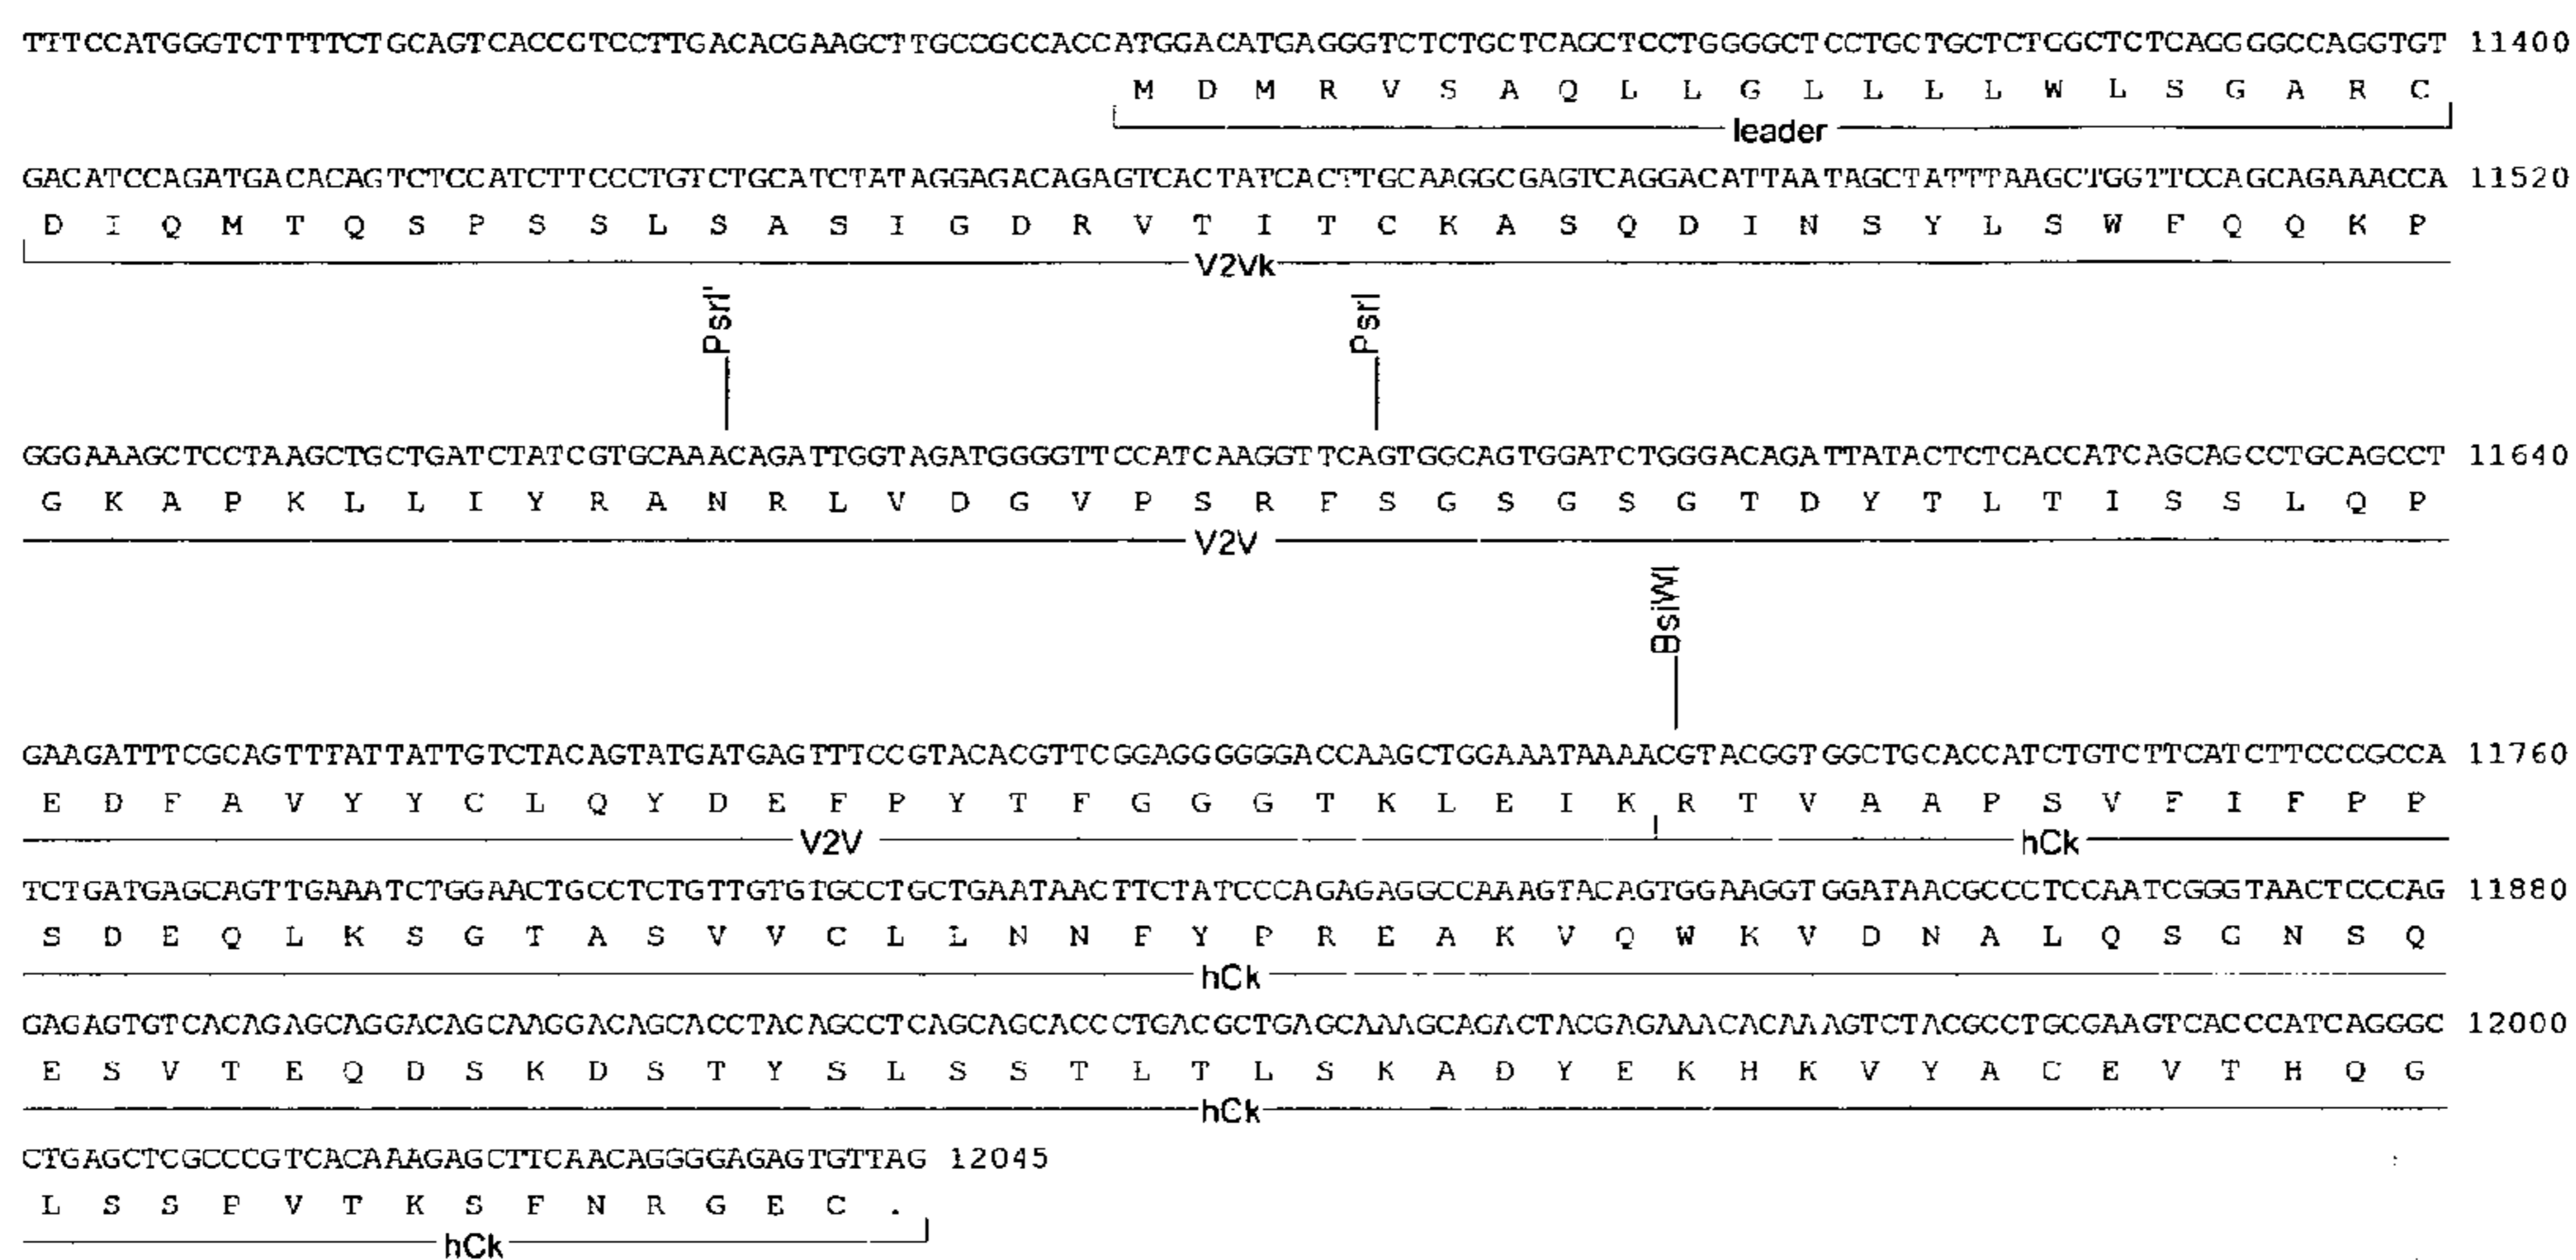 TTTCCATGGGTCTTTTCTGCAGTCACCGTCCTTGACACGAAGCTTGCCGCCACCATGGACATGAGGGTCTCTGCTCAGCTCCTGGGGCTCCTGCTGCTCTGGCTCTCAGGGGCCAGGTGT 11400
M D M R V S A Q L L G L L L L W L S G A R C
leader
GACATCCAGATGACACAGTCTCCATCTTCCCTGTCTGCATCTATAGGAGACAGAGTCACTATCACTTGCAAGGCGAGTCAGGACATTAATAGCTATTTAAGCTGGTTCCAGCAGAAACCA 11520
D I Q M T Q S P S S L S A S I G D R V T I T C K A S Q D I N S Y L S W F Q Q K P
V2Vk
PsrI' PsrI
GGGAAAGCTCCTAAGCTGCTGATCTATCGTGCAAACAGATTGGTAGATGGGGTTCCATCAAGGTTCAGTGGCAGTGGATCTGGGACAGATTATACTCTCACCATCAGCAGCCTGCAGCCT 11640
G K A P K L L I Y R A N R L V D G V P S R F S G S G S G T D Y T L T I S S L Q P
V2V
BsiWI
GAAGATTTCGCAGTTTATTATTGTCTACAGTATGATGAGTTTCCGTACACGTTCGGAGGGGGGACCAAGCTGGAAATAAAACGTACGGTGGCTGCACCATCTGTCTTCATCTTCCCGCCA 11760
E D F A V Y Y C L Q Y D E F P Y T F G G G T K L E I K R T V A A P S V F I F P P
V2V hCk
TCTGATGAGCAGTTGAAATCTGGAACTGCCTCTGTTGTGTGCCTGCTGAATAACTTCTATCCCAGAGAGGCCAAAGTACAGTGGAAGGTGGATAACGCCCTCCAATCGGGTAACTCCCAG 11880
S D E Q L K S G T A S V V C L L N N F Y P R E A K V Q W K V D N A L Q S G N S Q
hCk
GAGAGTGTCACAGAGCAGGACAGCAAGGACAGCACCTACAGCCTCAGCAGCACCCTGACGCTGAGCAAAGCAGACTACGAGAAACACAAAGTCTACGCCTGCGAAGTCACCCATCAGGGC 12000
E S V T E Q D S K D S T Y S L S S T L T L S K A D Y E K H K V Y A C E V T H Q G
hCk
CTGAGCTCGCCCGTCACAAAGAGCTTCAACAGGGGAGAGTGTTAG 12045
L S S P V T K S F N R G E C .
hCk